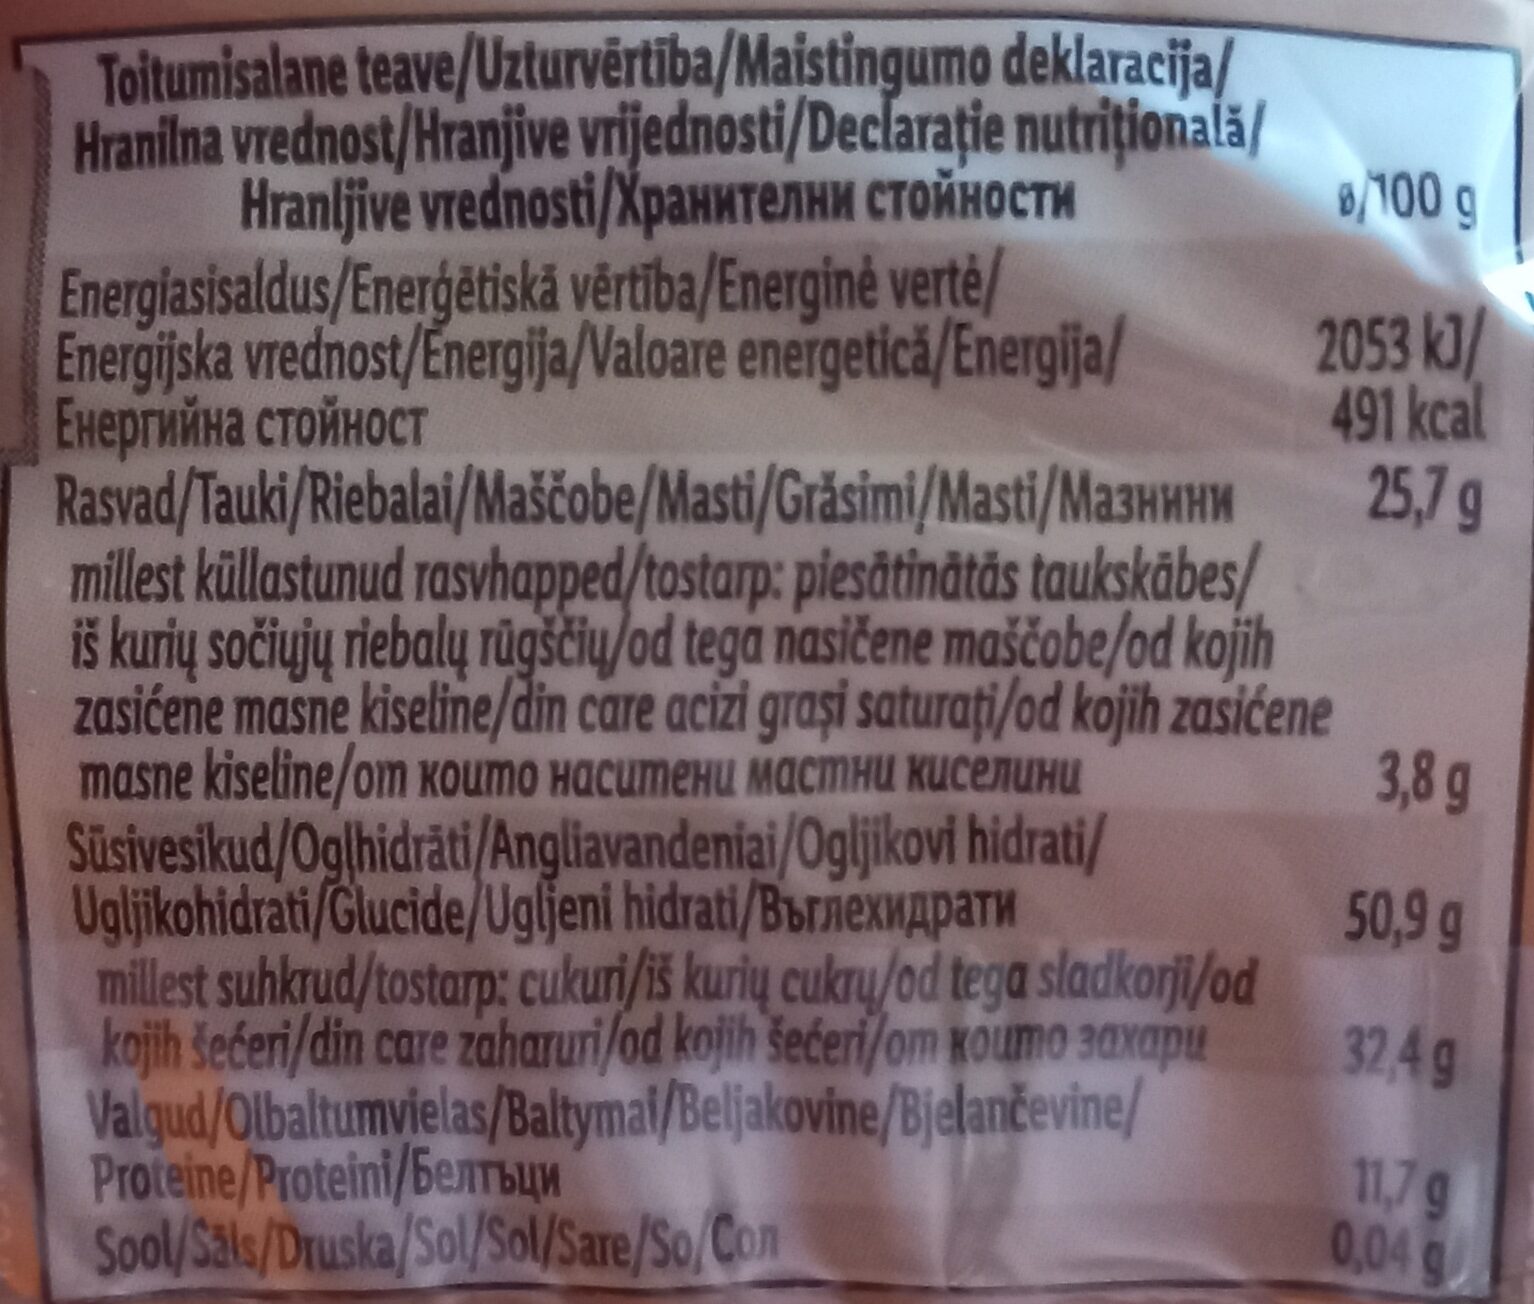 Toitumisalane teave/Uzturvērtība/Maistingumo deklaracija/
Hranilna vrednost/Hranjive vrijednosti/Declarație nutrițională/
Hranljive vrednosti/Хранителни стойности ø/100 g
Energiasisaldus/Enerģētiskā vērtība/Energinė vertė/
Energijska vrednost/Energija/Valoare energetică/Energija/ 2053 kJ/
Енергийна стойност 491 kcal
Rasvad/Tauki/Riebalai/Maščobe/Masti/Grăsimi/Masti/Мазнини 25,7 g
millest küllastunud rasvhapped/tostarp: piesātinātās taukskābes/
iš kurių sočiųjų riebalų rūgščių/od tega nasičene maščobe/od kojih
zasićene masne kiseline/din care acizi grași saturați/od kojih zasićene
masne kiseline/от които наситени мастни киселини 3,8 g
Süsivesikud/Ogļhidrāti/Angliavandeniai/Ogljikovi hidrati/
Ugljikohidrati/Glucide/Ugljeni hidrati/Въглехидрати 50,9 g
millest suhkrud/tostarp: cukuri/iš kurių cukrų/od tega sladkorji/od
kojih šećeri/din care zaharuri/od kojih šećeri/от които захари 32,4 g
Valgud/Olbaltumvielas/Baltymai/Beljakovine/Bjelančevine/
Proteine/Proteini/Белтъци 11,7 g
Sool/Sāls/Druska/Sol/Sol/Sare/So/Сол 0,04 g